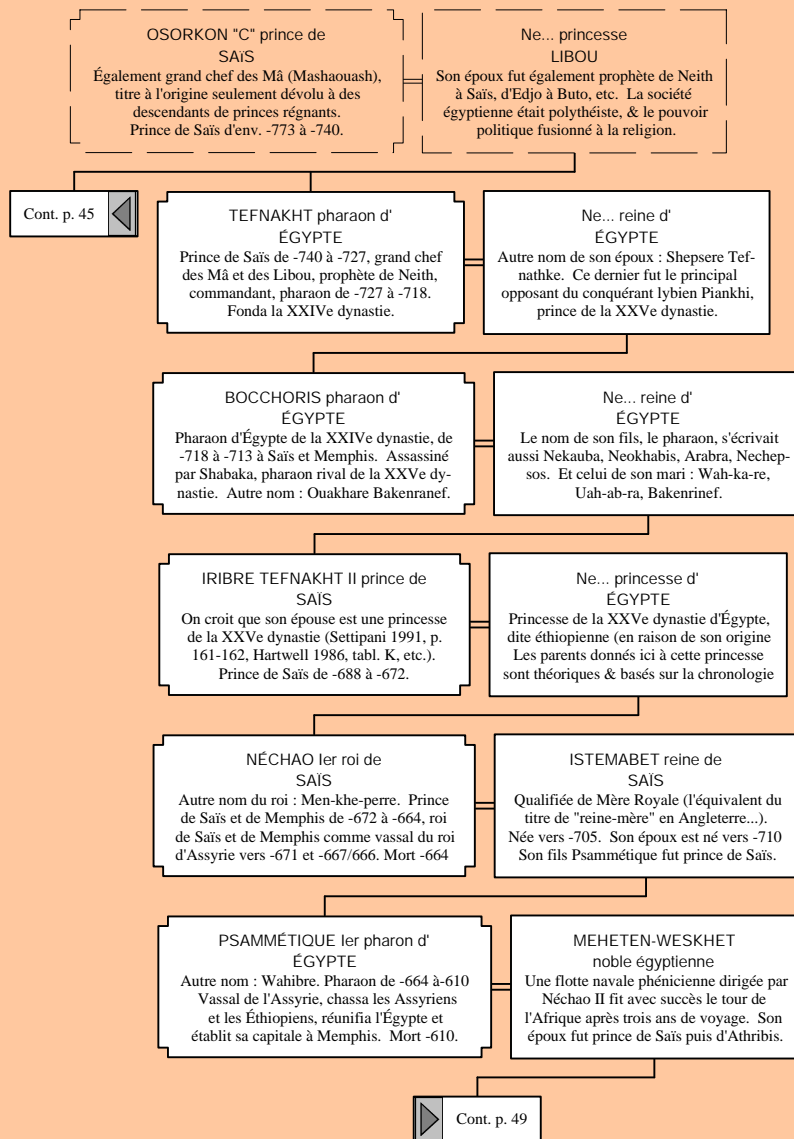 OSORKON "C" prince de
SAÏS
Également grand chef des Mâ (Mashaouash),
titre à l'origine seulement dévolu à des
descendants de princes régnants.
Prince de Saïs d'env. -773 à -740.
Ne... princesse
LIBOU
Son époux fut également prophète de Neith
à Saïs, d'Edjo à Buto, etc. La société
égyptienne était polythéiste, & le pouvoir
politique fusionné à la religion.
Cont. p. 45
TEFNAKHT pharaon d'
ÉGYPTE
Prince de Saïs de -740 à -727, grand chef
des Mâ et des Libou, prophète de Neith,
commandant, pharaon de -727 à -718.
Fonda la XXIVe dynastie.
Ne... reine d'
ÉGYPTE
Autre nom de son époux : Shepsere Tef-
nathke. Ce dernier fut le principal
opposant du conquérant lybien Piankhi,
prince de la XXVe dynastie.
BOCCHORIS pharaon d'
ÉGYPTE
Pharaon d'Égypte de la XXIVe dynastie, de
-718 à -713 à Saïs et Memphis. Assassiné
par Shabaka, pharaon rival de la XXVe dy-
nastie. Autre nom : Ouakhare Bakenranef.
Ne... reine d'
ÉGYPTE
Le nom de son fils, le pharaon, s'écrivait
aussi Nekauba, Neokhabis, Arabra, Nechep-
sos. Et celui de son mari : Wah-ka-re,
Uah-ab-ra, Bakenrinef.
IRIBRE TEFNAKHT II prince de
SAÏS
On croit que son épouse est une princesse
de la XXVe dynastie (Settipani 1991, p.
161-162, Hartwell 1986, tabl. K, etc.).
Prince de Saïs de -688 à -672.
Ne... princesse d'
ÉGYPTE
Princesse de la XXVe dynastie d'Égypte,
dite éthiopienne (en raison de son origine
Les parents donnés ici à cette princesse
sont théoriques & basés sur la chronologie
NÉCHAO Ier roi de
SAÏS
Autre nom du roi : Men-khe-perre. Prince
de Saïs et de Memphis de -672 à -664, roi
de Saïs et de Memphis comme vassal du roi
d'Assyrie vers -671 et -667/666. Mort -664
ISTEMABET reine de
SAÏS
Qualifiée de Mère Royale (l'équivalent du
titre de "reine-mère" en Angleterre...).
Née vers -705. Son époux est né vers -710
Son fils Psammétique fut prince de Saïs.
PSAMMÉTIQUE Ier pharon d'
ÉGYPTE
Autre nom : Wahibre. Pharaon de -664 à-610
Vassal de l'Assyrie, chassa les Assyriens
et les Éthiopiens, réunifia l'Égypte et
établit sa capitale à Memphis. Mort -610.
MEHETEN-WESKHET
noble égyptienne
Une flotte navale phénicienne dirigée par
Néchao II fit avec succès le tour de
l'Afrique après trois ans de voyage. Son
époux fut prince de Saïs puis d'Athribis.
Cont. p. 49